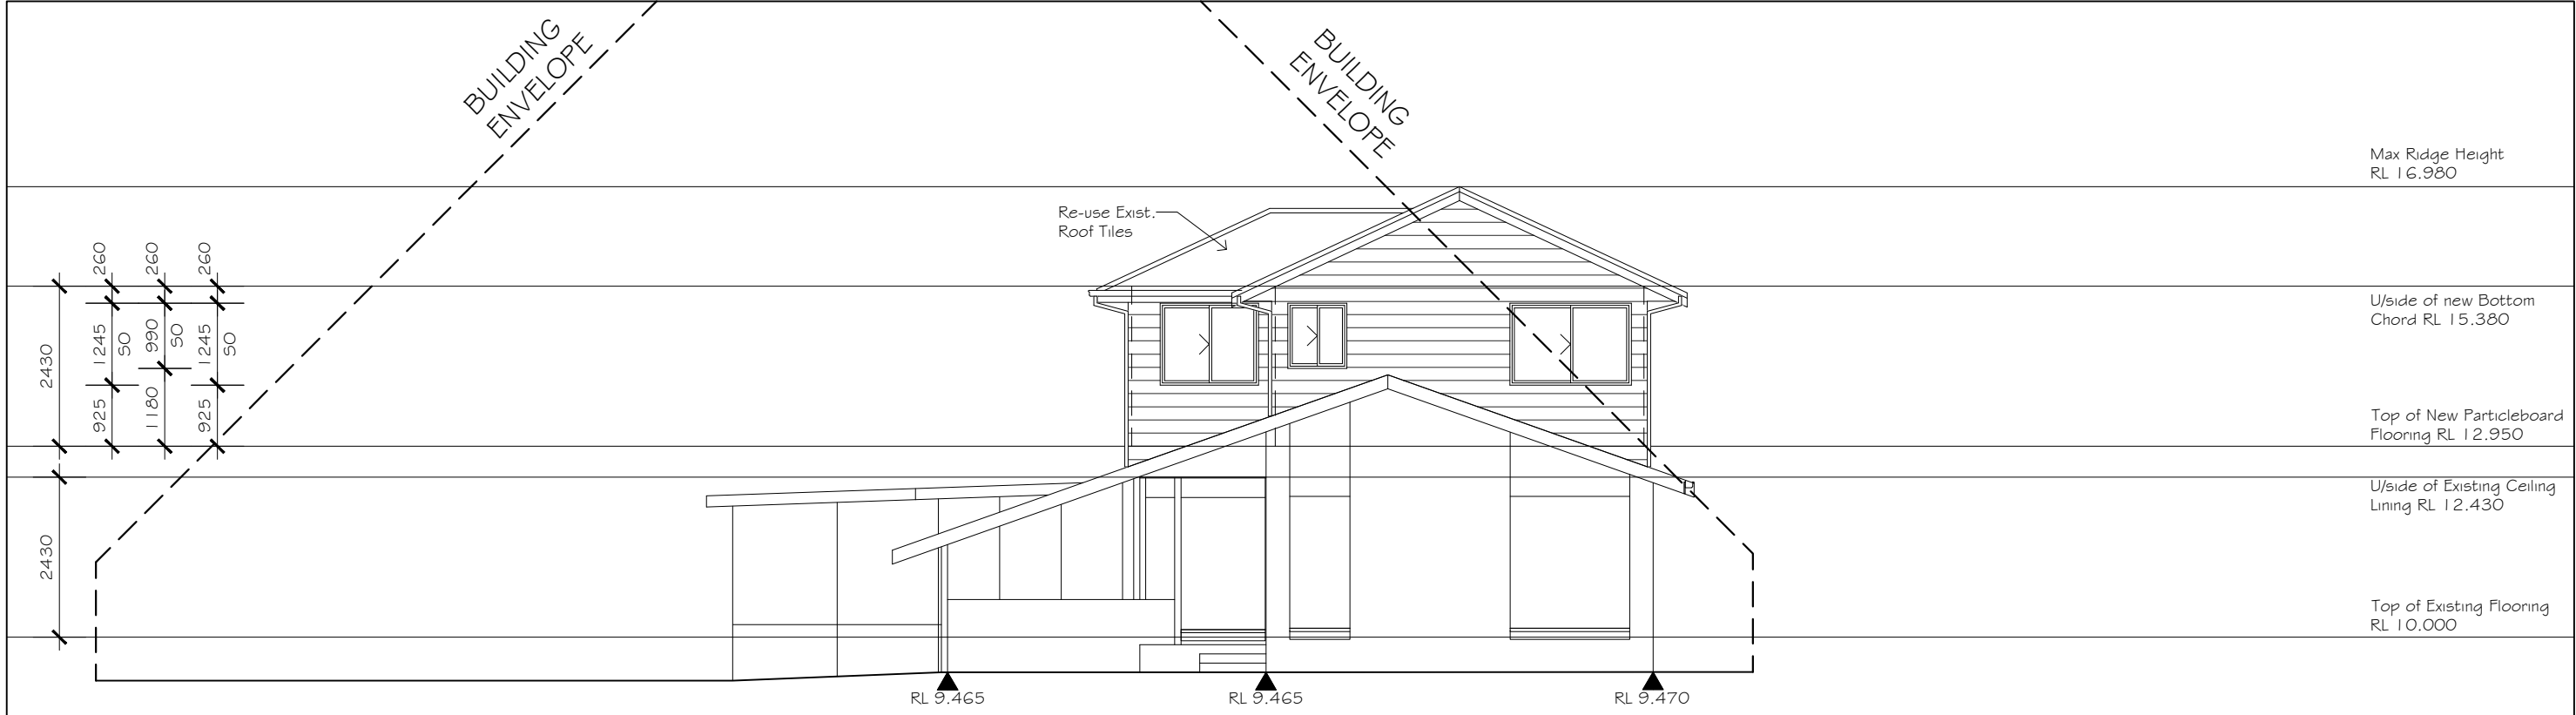 BUILDING
ENVELOPE
BUILDING
ENVELOPE
Max Ridge Height
RL 16.980
Re-use Exist.
Roof Tiles
260
260
260
U/side of new Bottom
Chord RL 15.380
2430
925
1245
50
1180
990
50
925
1245
50
Top of New Particleboard
Flooring RL 12.950
U/side of Existing Ceiling
Lining RL 12.430
2430
Top of Existing Flooring
RL 10.000
RL 9.465
RL 9.465
RL 9.470